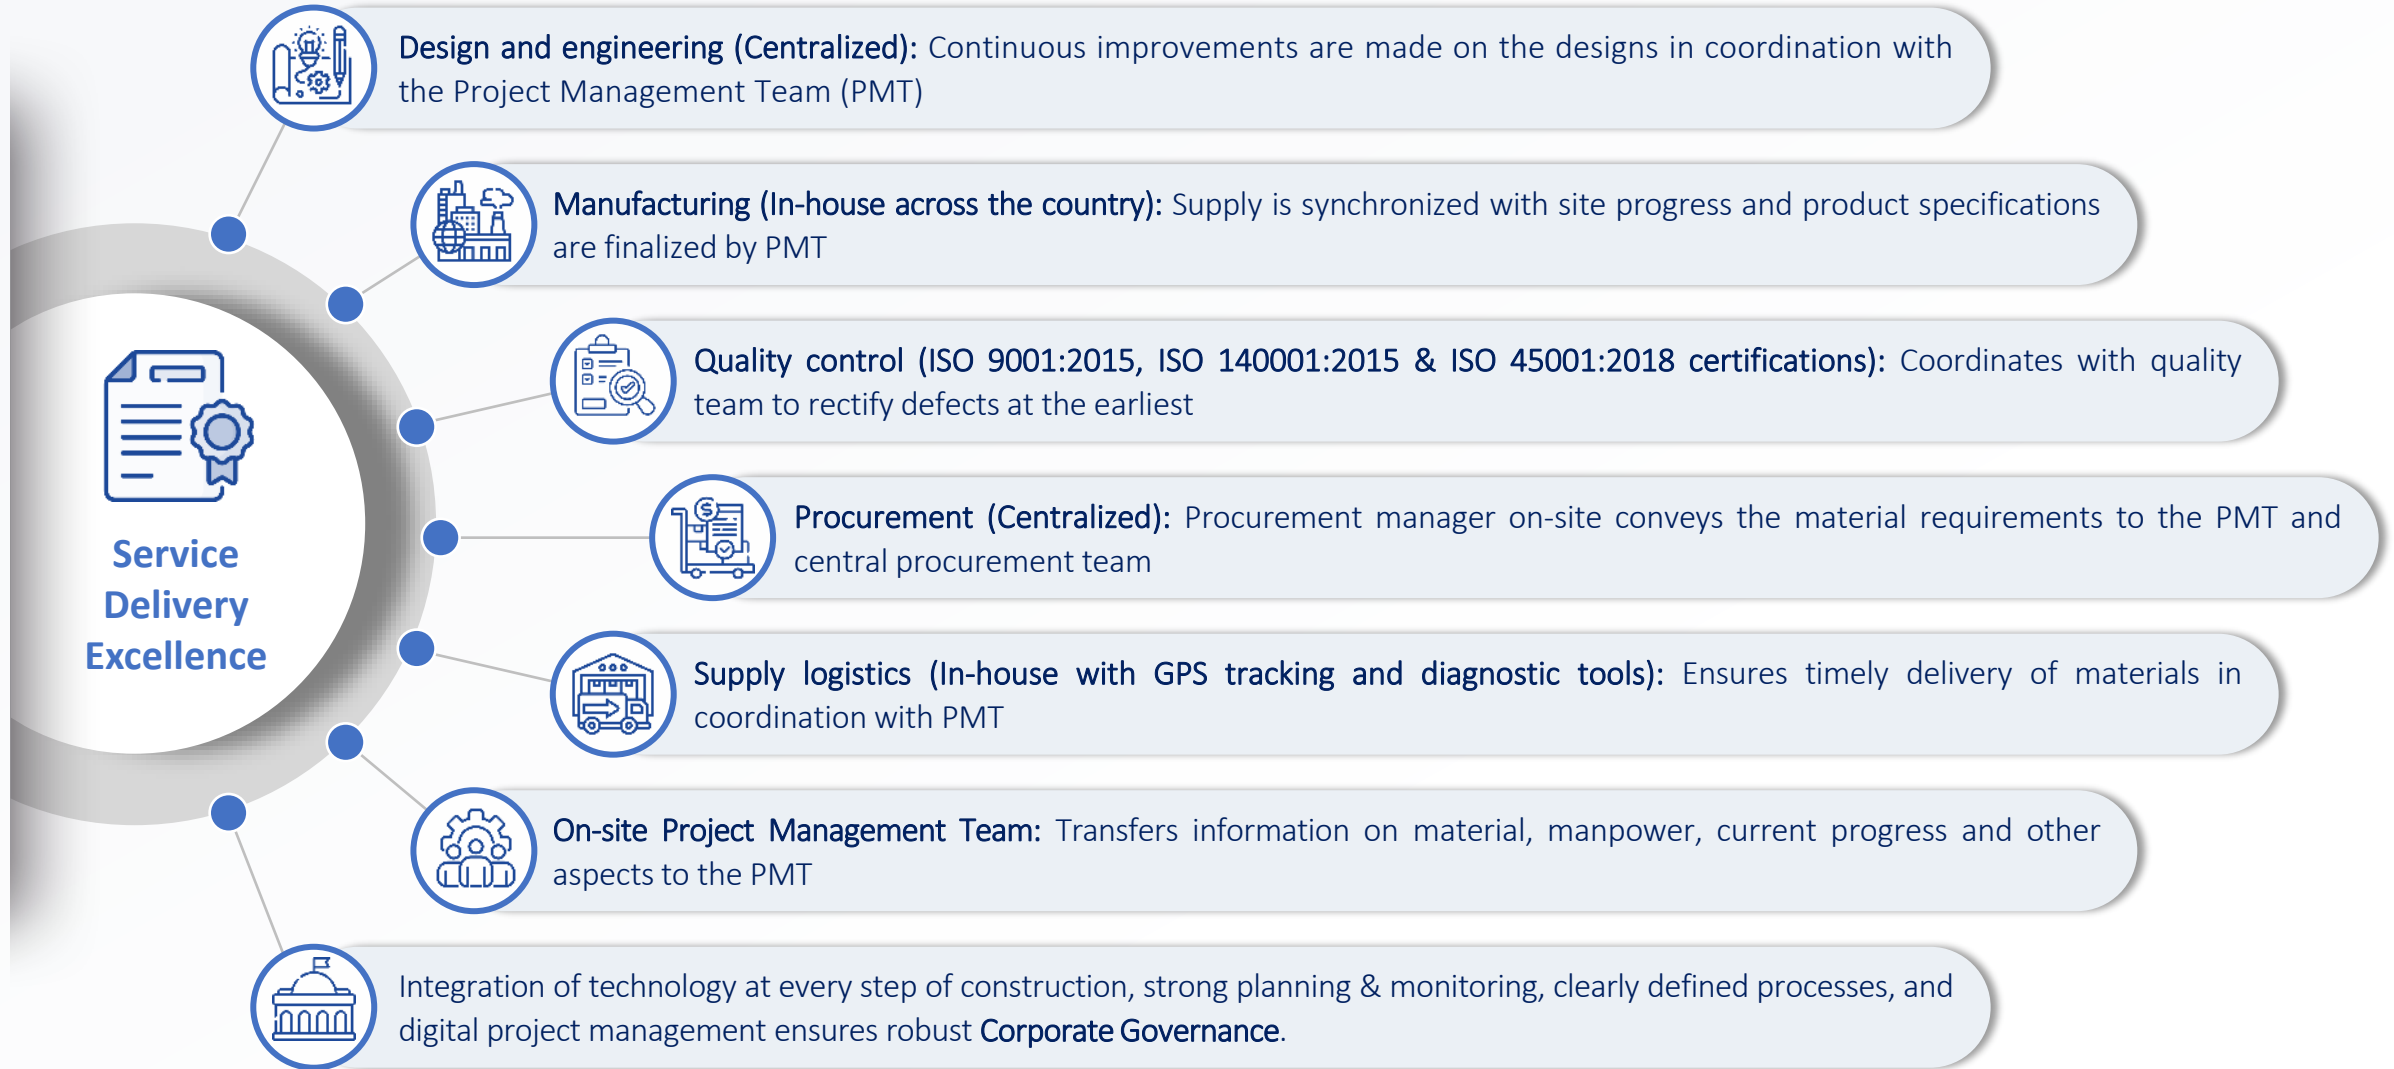 Design and engineering (Centralized): Continuous improvements are made on the designs in coordination with
the Project Management Team (PMT)
Manufacturing (In-house across the country): Supply is synchronized with site progress and product specifications
are finalized by PMT
Quality control (ISO 9001:2015, ISO 140001:2015 & ISO 45001:2018 certifications): Coordinates with quality
team to rectify defects at the earliest
Service
Delivery
Excellence
Procurement (Centralized): Procurement manager on-site conveys the material requirements to the PMT and
central procurement team
Supply logistics (In-house with GPS tracking and diagnostic tools): Ensures timely delivery of materials in
coordination with PMT
On-site Project Management Team: Transfers information on material, manpower, current progress and other
aspects to the PMT
Integration of technology at every step of construction, strong planning & monitoring, clearly defined processes, and
digital project management ensures robust Corporate Governance.